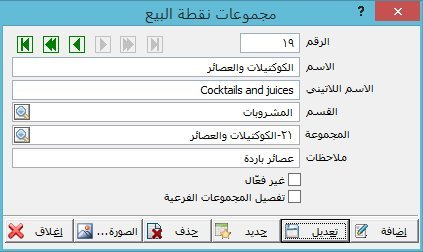 مجموعات نقطة البيع
الرقم ١٩
الاسم الكوكتيلات والعصائر
الاسم اللاتيني Cocktails and juices
القسم المشروبات
المجموعة ٢١-الكوكتيلات والعصائر
ملاحظات عصائر باردة
غير فعّال
تفصيل المجموعات الفرعية
إضافة تعديل جديد حذف الصورة... إغلاق